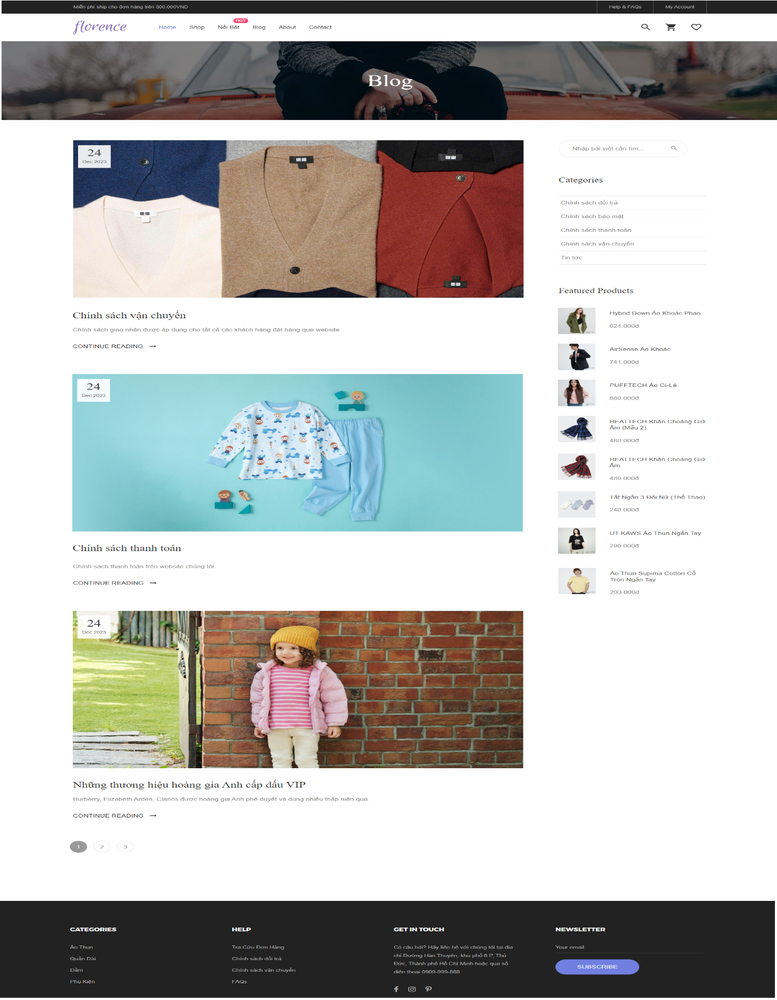 Miễn phí ship cho đơn hàng trên 500.000VND
Help & FAQs
My Account
florence
Home
Shop
Nổi Bật
HOT
Blog
About
Contact
Blog
24
Dec 2023
Chính sách vận chuyển
Chính sách giao nhận được áp dụng cho tất cả các khách hàng đặt hàng qua website
CONTINUE READING
24
Dec 2023
Chính sách thanh toán
Chính sách thanh toán trên website chúng tôi.
CONTINUE READING
24
Dec 2023
Những thương hiệu hoàng gia Anh cấp dấu VIP
Burberry, Elizabeth Arden, Clarins được hoàng gia Anh phê duyệt và dùng nhiều thập niên qua.
CONTINUE READING
1
2
3
Nhập bài viết cần tìm...
Categories
Chính sách đổi trả
Chính sách bảo mật
Chính sách thanh toán
Chính sách vận chuyển
Tin tức
Featured Products
Hybrid Down Áo Khoác Phao
624.000đ
AirSense Áo Khoác
741.000đ
PUFFTECH Áo Gi-Lê
680.000đ
HEATTECH Khăn Choàng Giữ
Ấm (Mẫu 2)
480.000đ
HEATTECH Khăn Choàng Giữ
Ấm
480.000đ
Tất Ngắn 3 Đôi Nữ (Thể Thao)
240.000đ
UT KAWS Áo Thun Ngắn Tay
290.000đ
Áo Thun Supima Cotton Cổ
Tròn Ngắn Tay
293.000đ
CATEGORIES
Áo Thun
Quần Dài
Đầm
Phụ Kiện
HELP
Tra Cứu Đơn Hàng
Chính sách đổi trả
Chính sách vận chuyển
FAQs
GET IN TOUCH
Có câu hỏi? Hãy liên hệ với chúng tôi tại địa
chỉ Đường Hàn Thuyên, khu phố 6 P, Thủ
Đức, Thành phố Hồ Chí Minh hoặc qua số
điện thoại 0909-999-888
NEWSLETTER
Your email
SUBSCRIBE